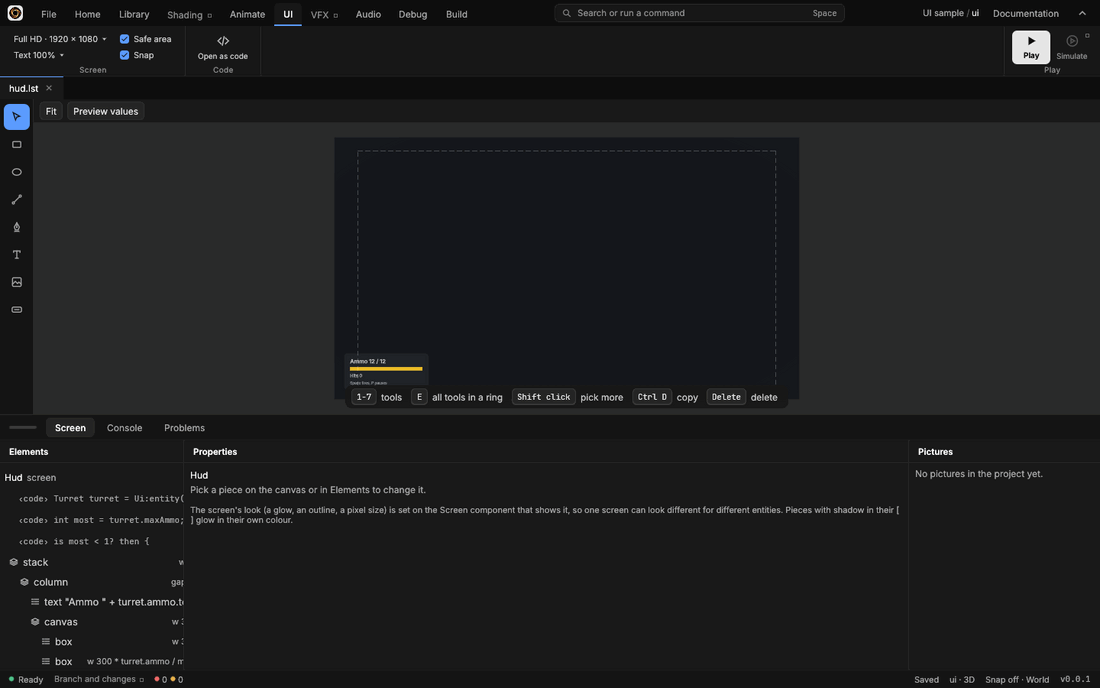 File Home Library Shading Animate UI VFX Audio Debug Build Search or run a command Space UI sample / ui Documentation
Full HD · 1920 × 1080 Safe area
Text 100% Snap
Open as code
Screen Code
Play Simulate
Play
hud.lst
Fit Preview values
Ammo 12 / 12
1-7 tools E all tools in a ring Shift click pick more Ctrl D copy Delete delete
Screen Console Problems
Elements Properties Pictures
Hud screen
‹code› Turret turret = Ui:entity(
‹code› int most = turret.maxAmmo;
‹code› is most < 1? then {
stack w
column gap
text "Ammo " + turret.ammo.t
canvas w 3
box w 3
box w 300 * turret.ammo / m
Hud
Pick a piece on the canvas or in Elements to change it.
The screen's look (a glow, an outline, a pixel size) is set on the Screen component that shows it, so one screen can look different for different entities. Pieces with shadow in their [
] glow in their own colour.
No pictures in the project yet.
Ready Branch and changes 0 0 Saved ui · 3D Snap off · World v0.0.1